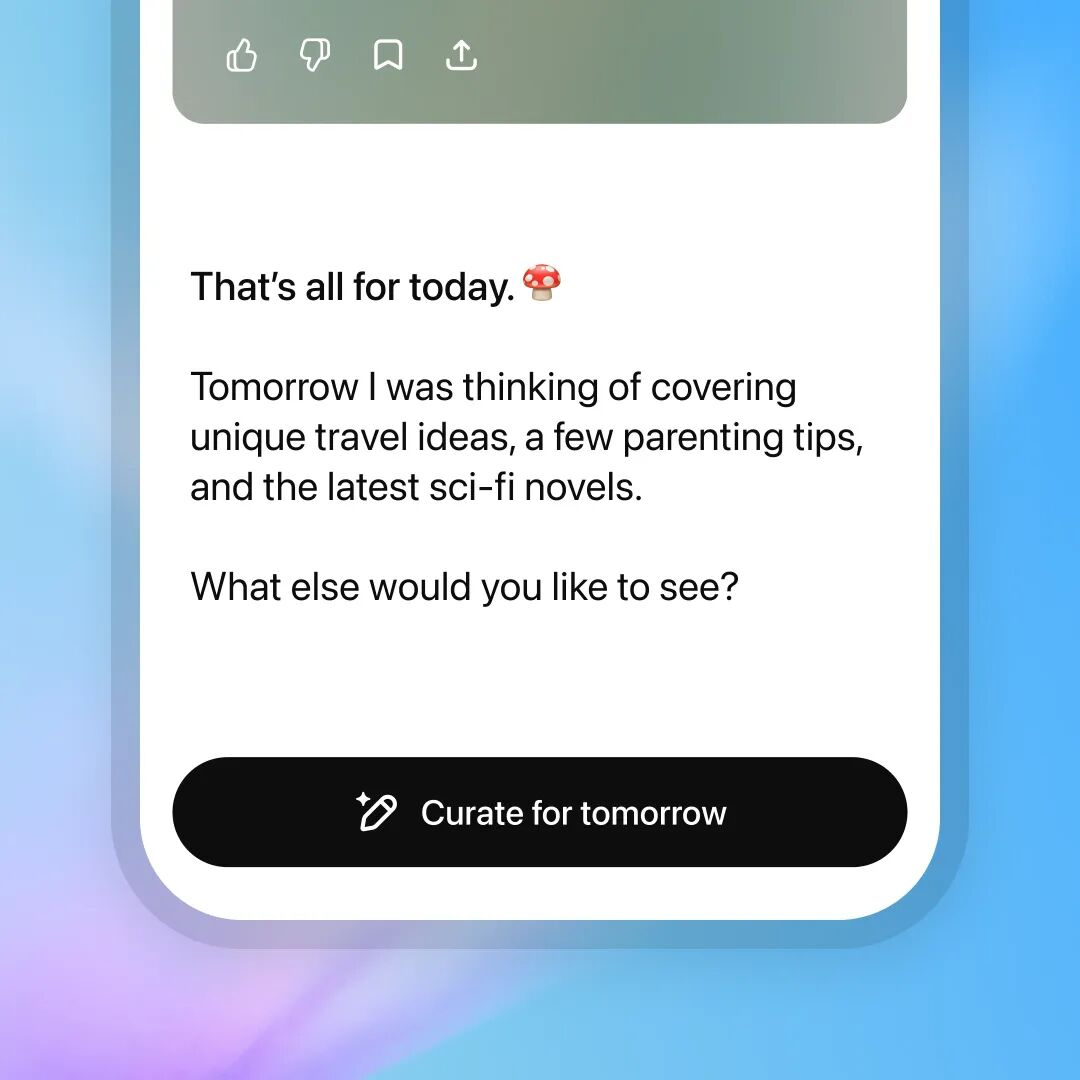 That’s all for today.🍄
Tomorrow I was thinking of covering
unique travel ideas, a few parenting tips,
and the latest sci-fi novels.
What else would you like to see?
Curate for tomorrow